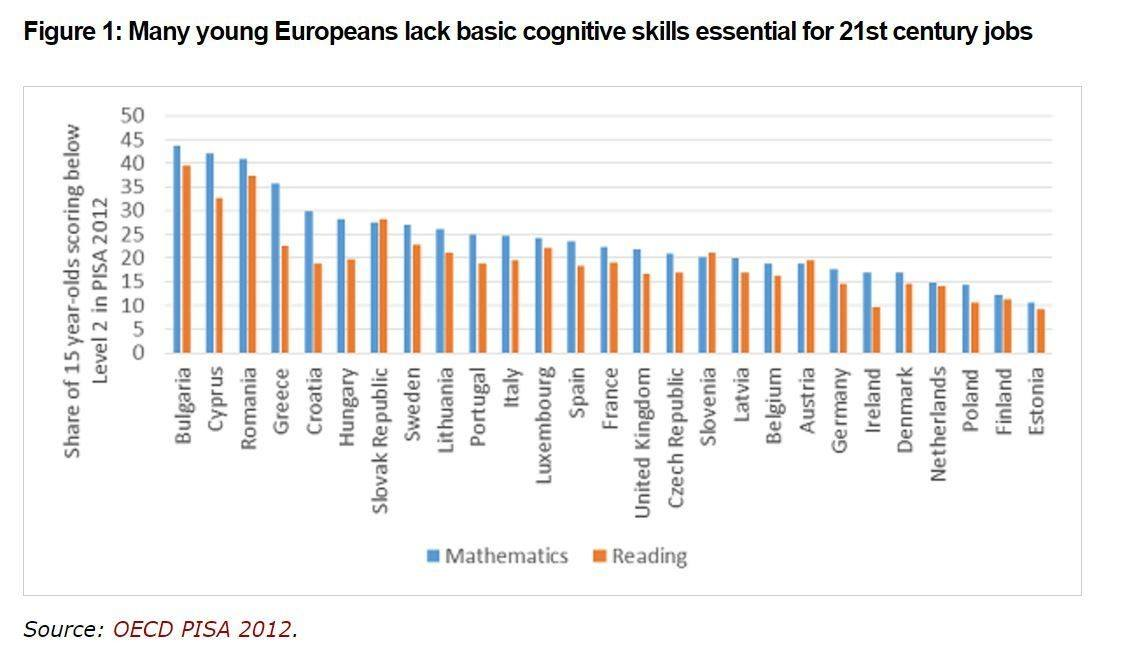 Figure 1: Many young Europeans lack basic cognitive skills essential for 21st century jobs
Share of 15 year-olds scoring below
Level 2 in PISA 2012
50
45
40
35
30
25
20
15
10
5
0
Bulgaria
Cyprus
Romania
Greece
Croatia
Hungary
Slovak Republic
Sweden
Lithuania
Portugal
Italy
Luxembourg
Spain
France
United Kingdom
Czech Republic
Slovenia
Latvia
Belgium
Austria
Germany
Ireland
Denmark
Netherlands
Poland
Finland
Estonia
Mathematics Reading
Source: OECD PISA 2012.